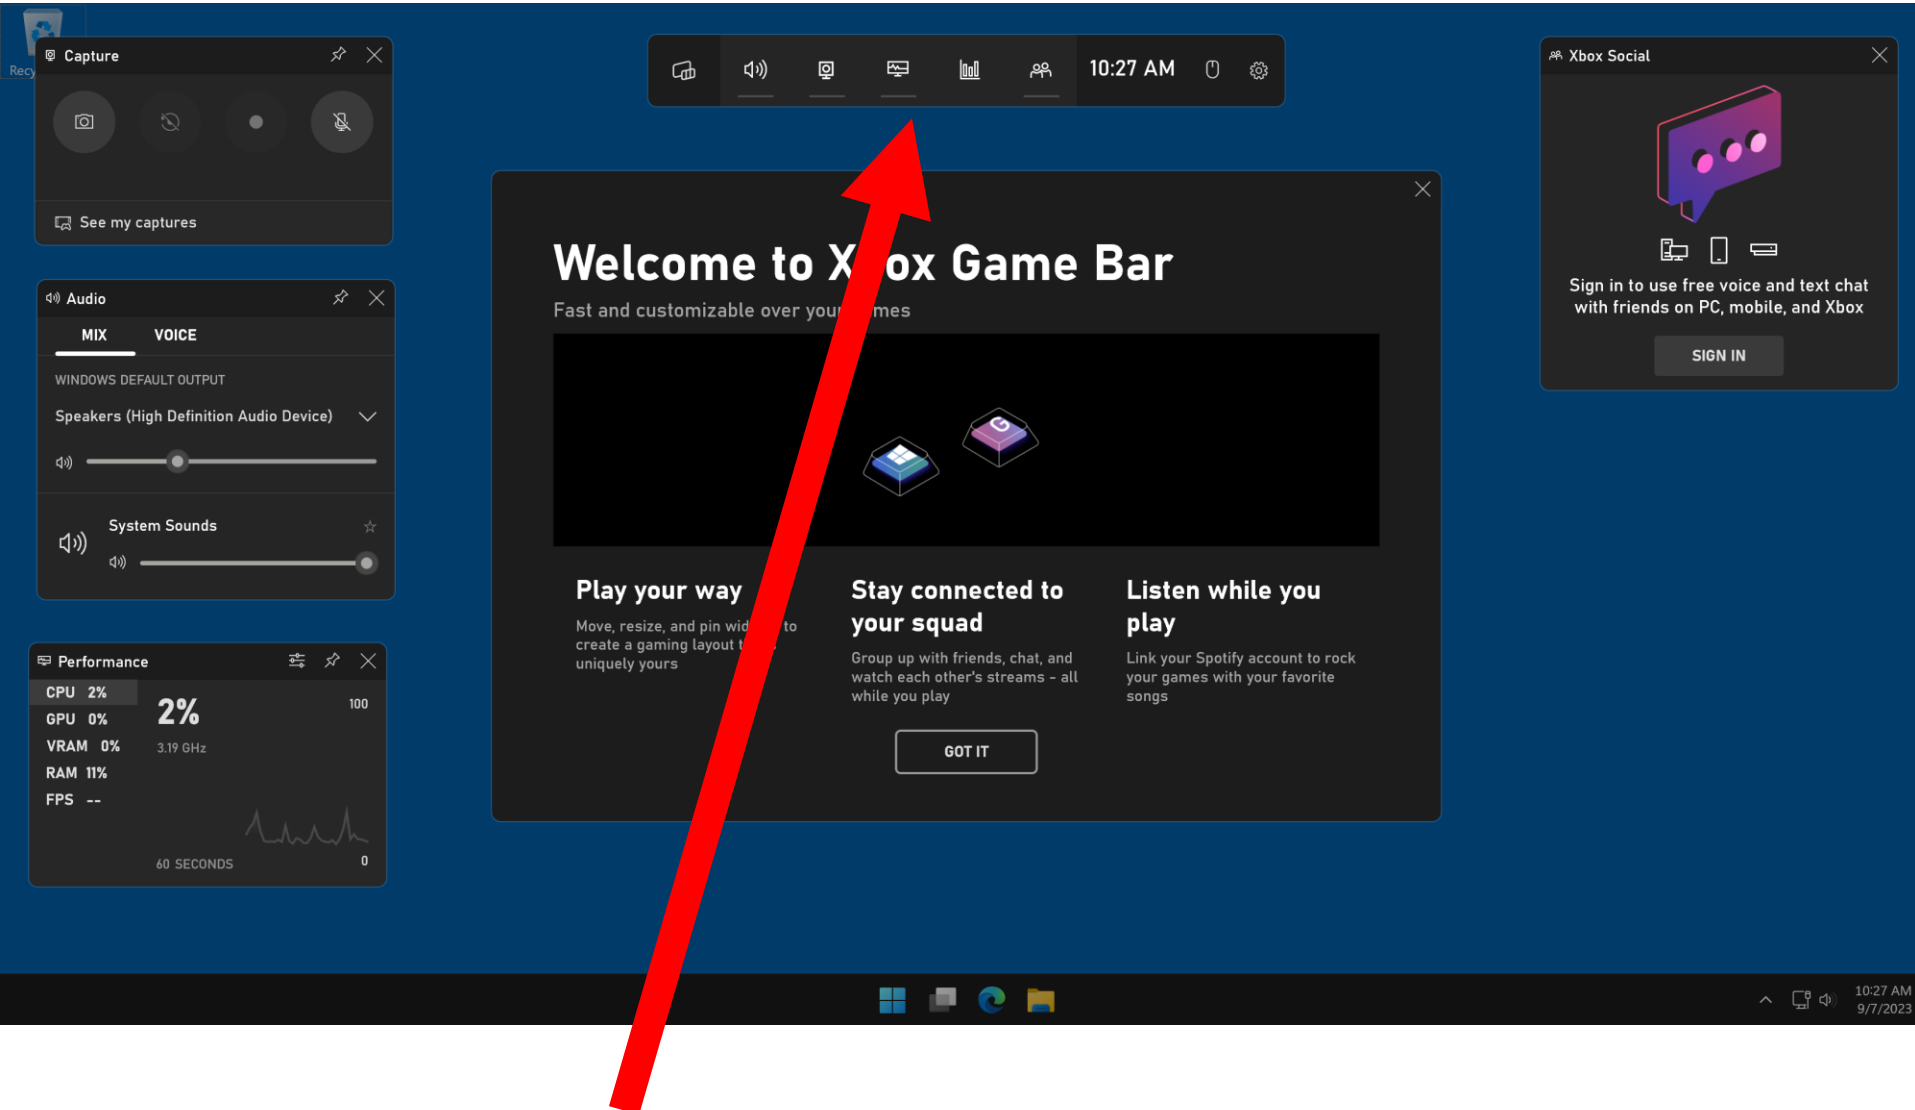 Recy
Capture
See my captures
Audio
MIX VOICE
WINDOWS DEFAULT OUTPUT
Speakers (High Definition Audio Device)
System Sounds
Performance
CPU 2%
GPU 0%
VRAM 0%
RAM 11%
FPS --
2%
3.19 GHz
100
60 SECONDS
0
10:27 AM
Welcome to X ox Game Bar
Fast and customizable over your mes
G
Play your way
Move, resize, and pin wid to
create a gaming layout t
uniquely yours
Stay connected to
your squad
Group up with friends, chat, and
watch each other's streams - all
while you play
Listen while you
play
Link your Spotify account to rock
your games with your favorite
songs
GOT IT
Xbox Social
Sign in to use free voice and text chat
with friends on PC, mobile, and Xbox
SIGN IN
10:27 AM
9/7/2023